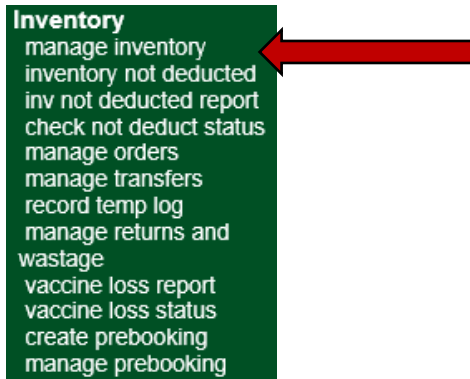 Inventory
manage inventory
inventory not deducted
inv not deducted report
check not deduct status
manage orders
manage transfers
record temp log
manage returns and
wastage
vaccine loss report
vaccine loss status
create prebooking
manage prebooking